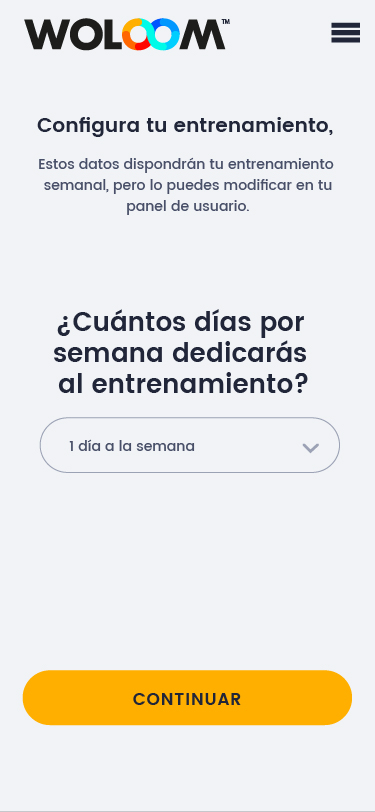 WOLOOM™
Configura tu entrenamiento,
Estos datos dispondrán tu entrenamiento
semanal, pero lo puedes modificar en tu
panel de usuario.
¿Cuántos días por
semana dedicarás
al entrenamiento?
1 día a la semana
CONTINUAR